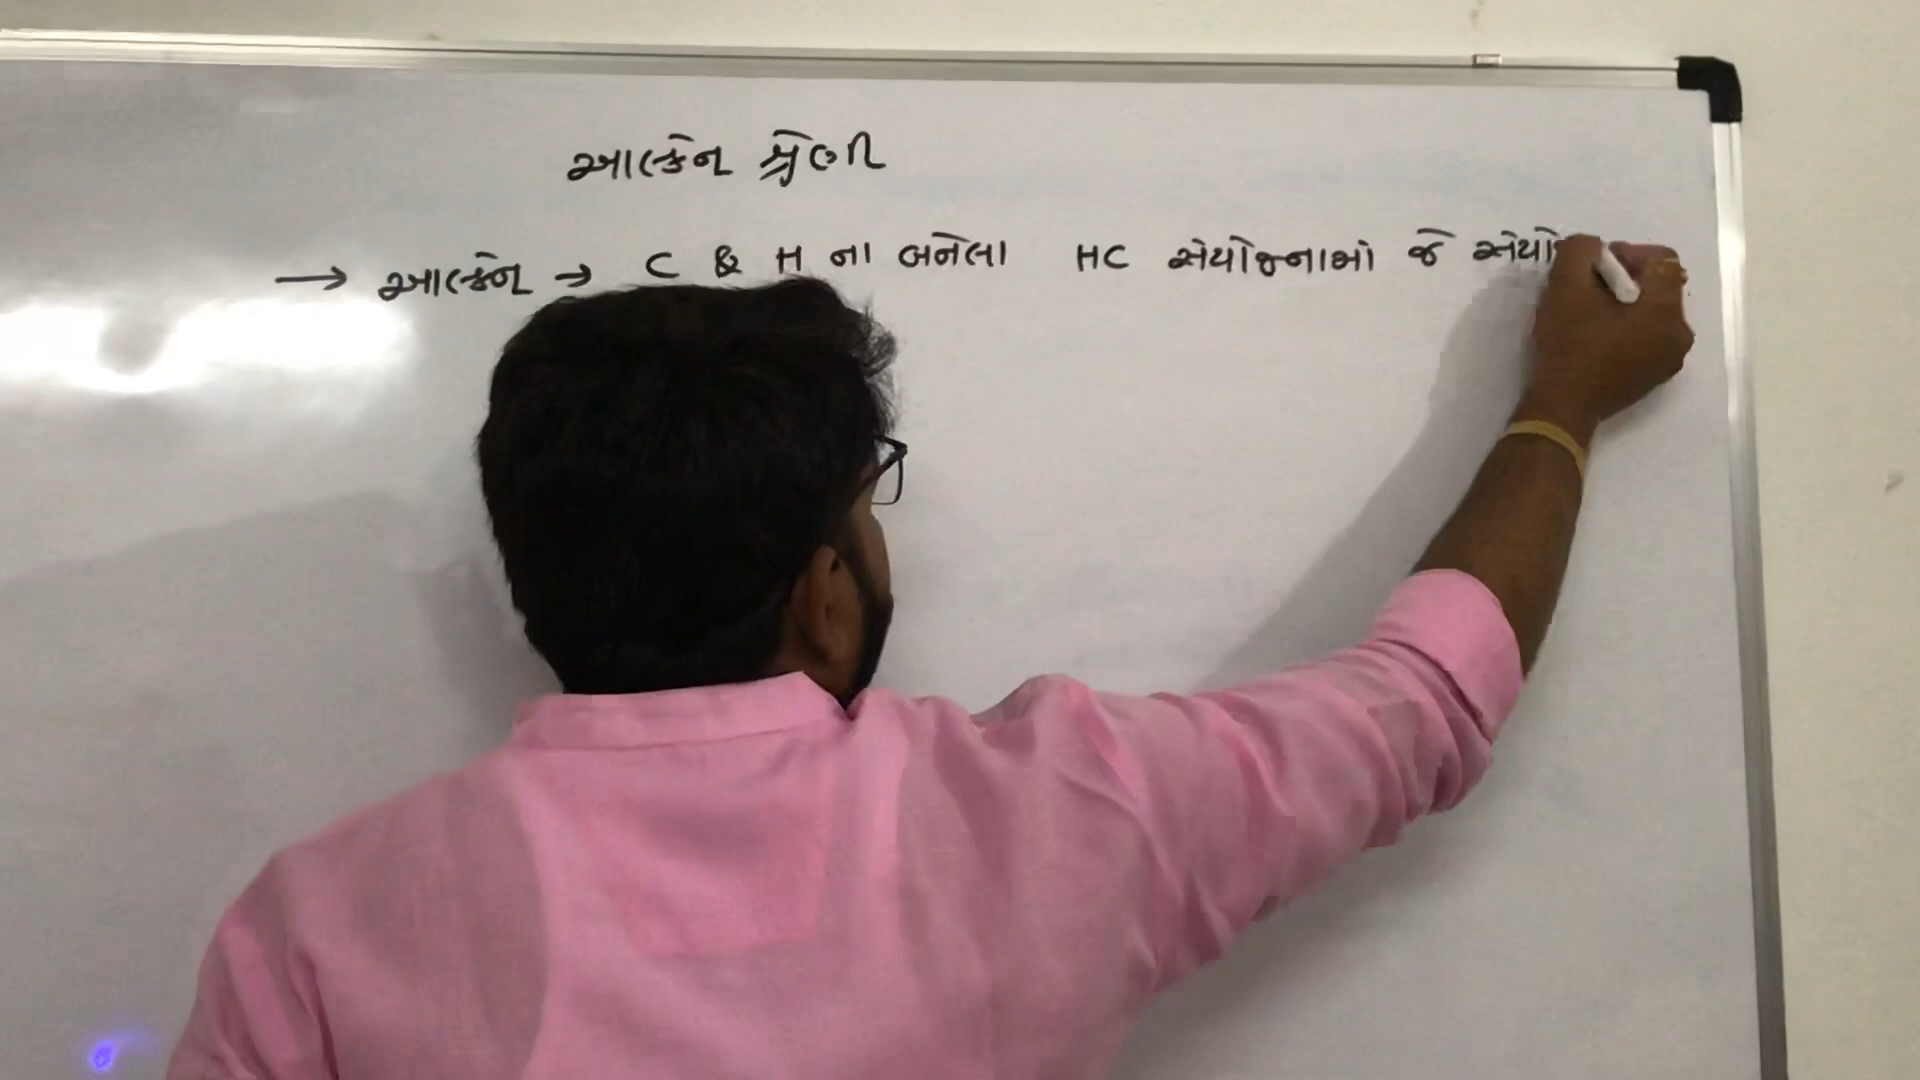 આલ્કેન શ્રેણી
→ આલ્કેન → C & H ના બનેલા HC સંયોજનામાં જે